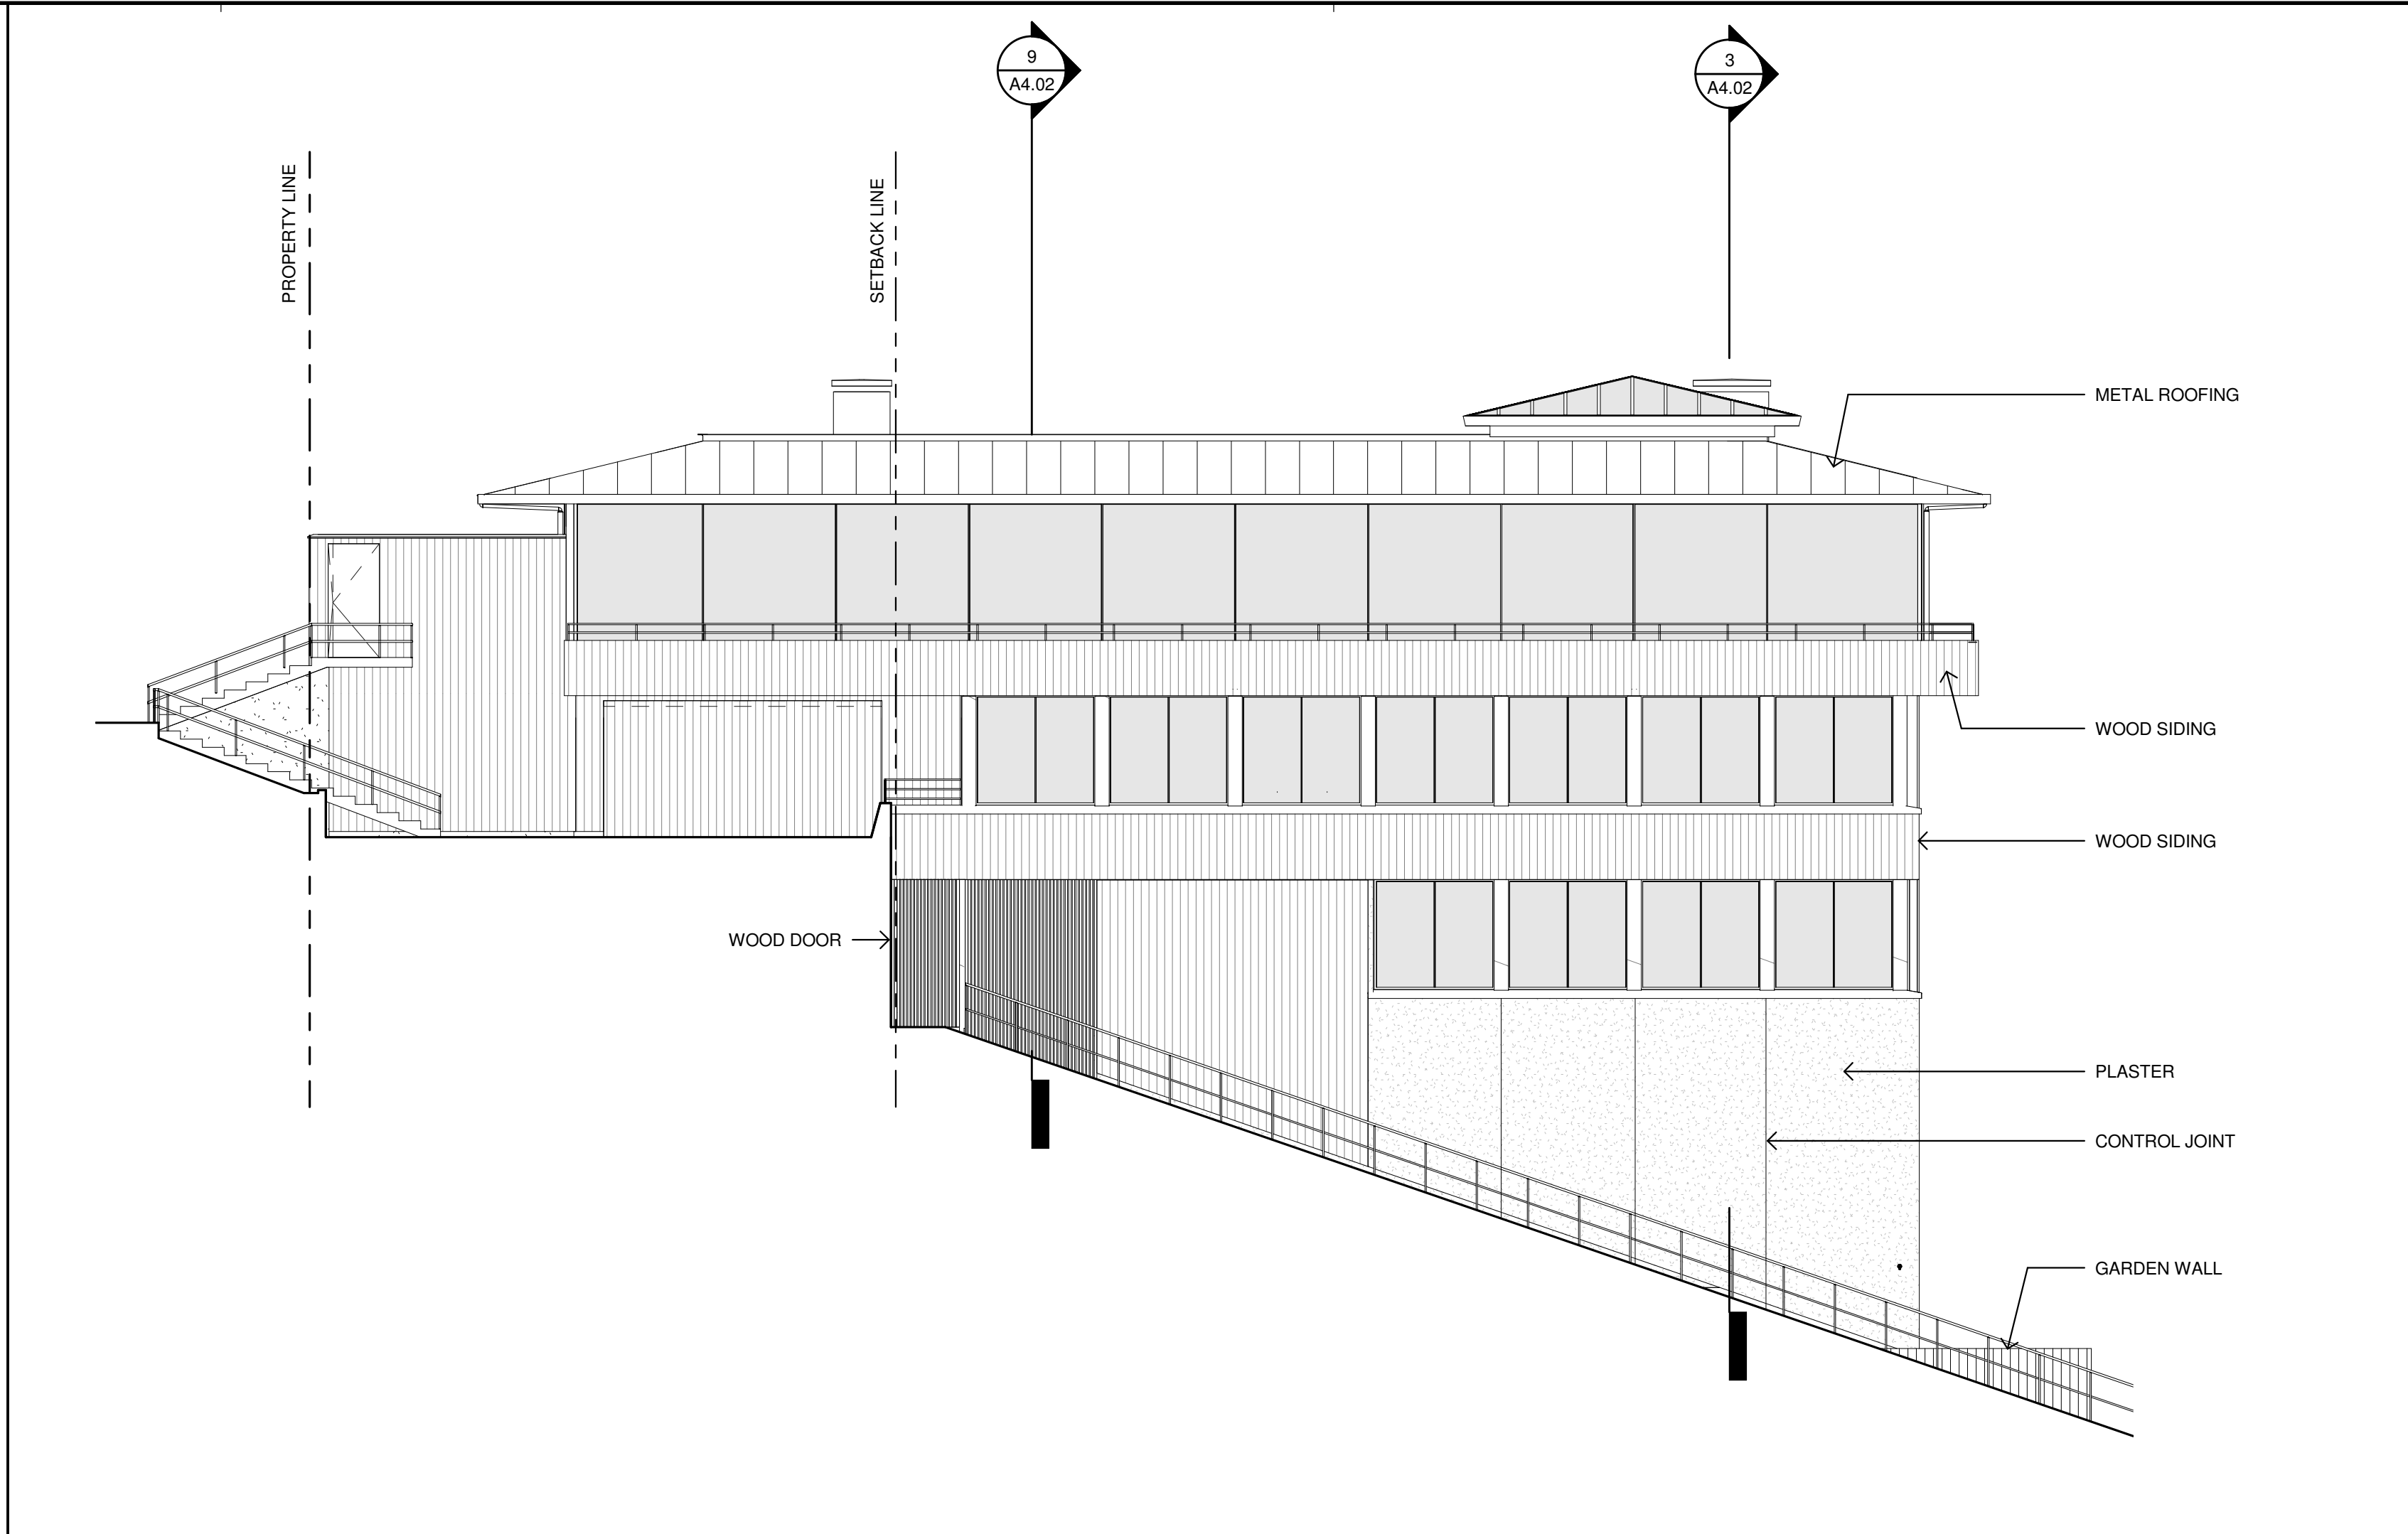 9
A4.02
3
A4.02
PROPERTY LINE
SETBACK LINE
METAL ROOFING
WOOD SIDING
WOOD SIDING
WOOD DOOR
PLASTER
CONTROL JOINT
GARDEN WALL